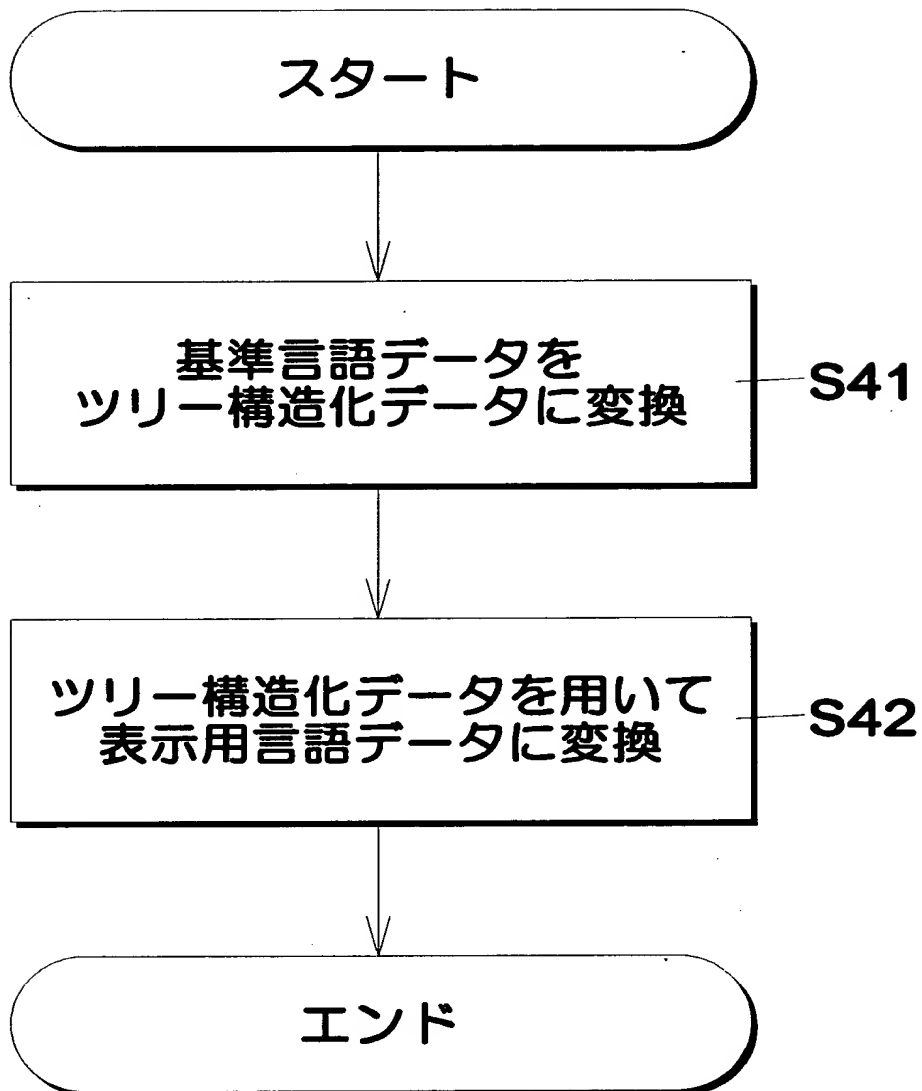 スタート
基準言語データを
ツリー構造化データに変換
S41
ツリー構造化データを用いて
表示用言語データに変換
S42
エンド